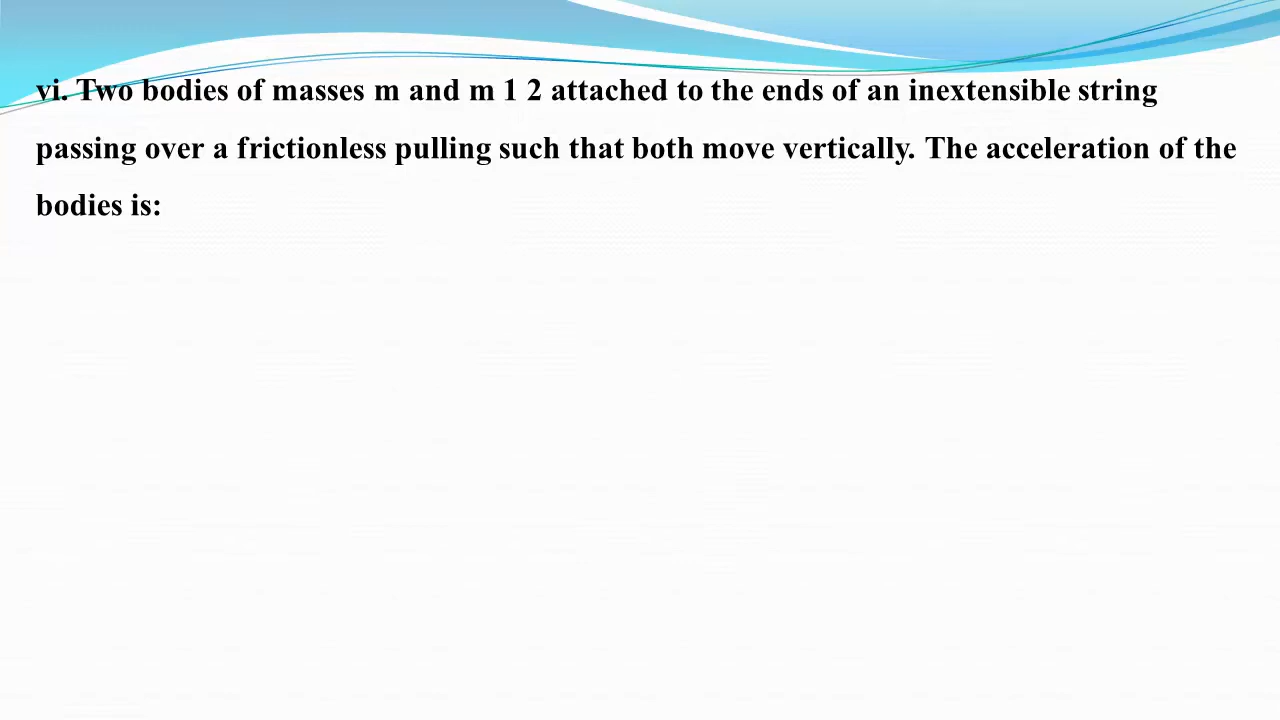 vi. Two bodies of masses m and m 1 2 attached to the ends of an inextensible string
passing over a frictionless pulling such that both move vertically. The acceleration of the
bodies is: